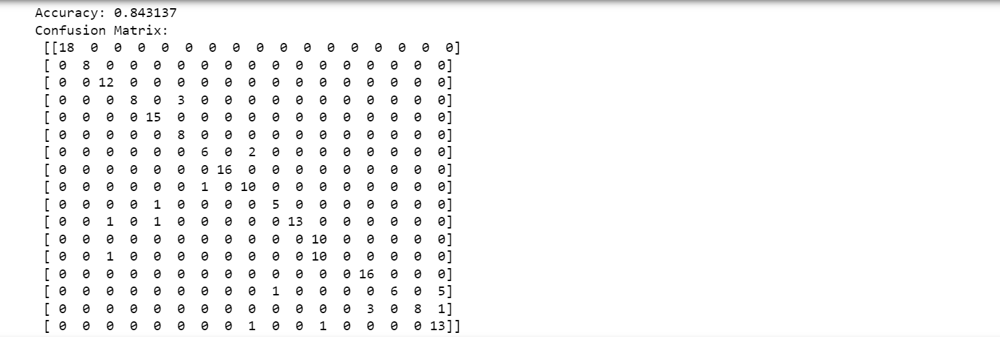 Accuracy: 0.843137
Confusion Matrix:
[[18 0 0 0 0 0 0 0 0 0 0 0 0 0 0 0 0]
[ 0 8 0 0 0 0 0 0 0 0 0 0 0 0 0 0 0]
[ 0 0 12 0 0 0 0 0 0 0 0 0 0 0 0 0 0]
[ 0 0 0 8 0 3 0 0 0 0 0 0 0 0 0 0 0]
[ 0 0 0 0 15 0 0 0 0 0 0 0 0 0 0 0 0]
[ 0 0 0 0 0 8 0 0 0 0 0 0 0 0 0 0 0]
[ 0 0 0 0 0 0 6 0 2 0 0 0 0 0 0 0 0]
[ 0 0 0 0 0 0 0 16 0 0 0 0 0 0 0 0 0]
[ 0 0 0 0 0 0 1 0 10 0 0 0 0 0 0 0 0]
[ 0 0 0 0 1 0 0 0 0 5 0 0 0 0 0 0 0]
[ 0 0 1 0 1 0 0 0 0 0 13 0 0 0 0 0 0]
[ 0 0 0 0 0 0 0 0 0 0 0 10 0 0 0 0 0]
[ 0 0 1 0 0 0 0 0 0 0 0 10 0 0 0 0 0]
[ 0 0 0 0 0 0 0 0 0 0 0 0 0 16 0 0 0]
[ 0 0 0 0 0 0 0 0 0 1 0 0 0 0 6 0 5]
[ 0 0 0 0 0 0 0 0 0 0 0 0 0 3 0 8 1]
[ 0 0 0 0 0 0 0 0 1 0 0 1 0 0 0 0 13]]